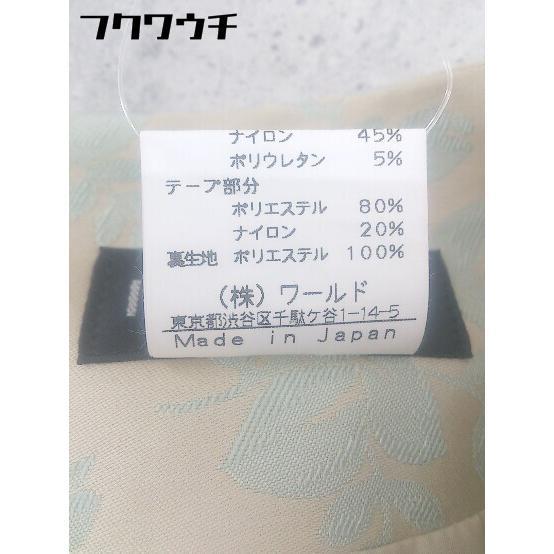 フクワウチ
ナイロン 45%
ポリウレタン 5%
テープ部分
ポリエステル 80%
ナイロン 20%
裏生地 ポリエステル 100%
(株)ワールド
東京都渋谷区千駄ケ谷1-14-5
Made in Japan